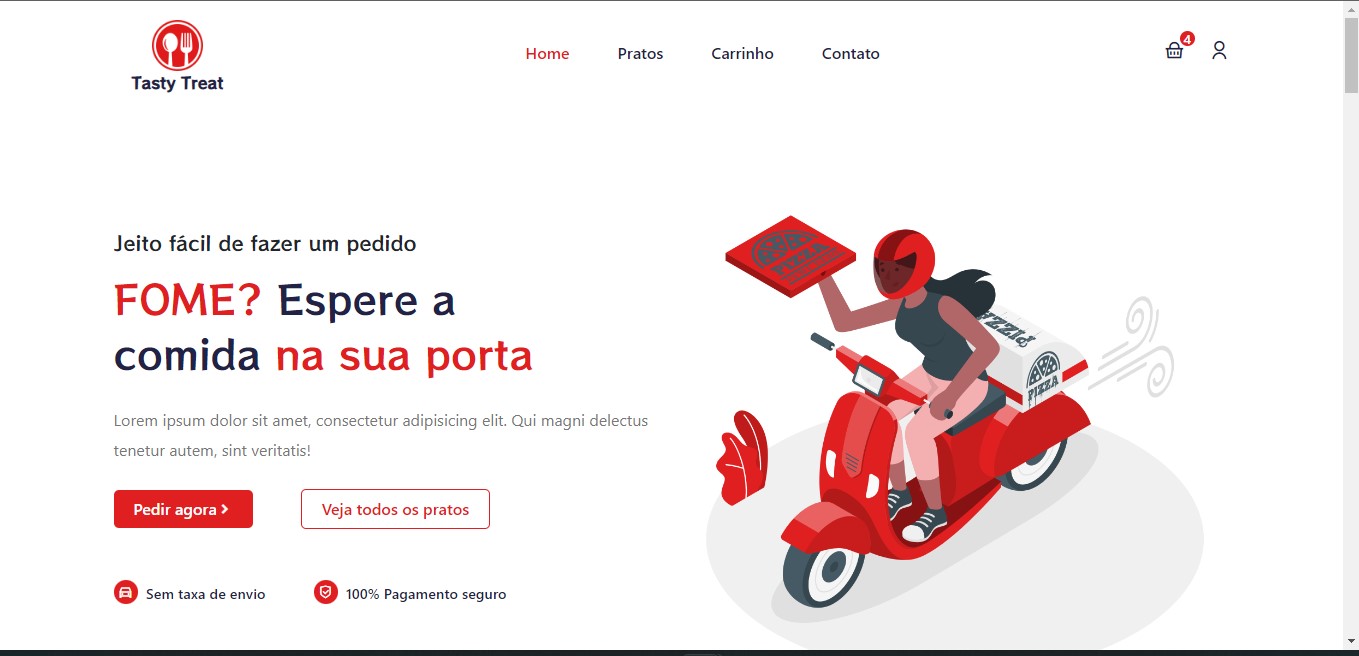 Tasty Treat
Home Pratos Carrinho Contato
4
Jeito fácil de fazer um pedido
FOME? Espere a
comida na sua porta
Lorem ipsum dolor sit amet, consectetur adipisicing elit. Qui magni delectus
tenetur autem, sint veritatis!
Pedir agora
Veja todos os pratos
Sem taxa de envio
100% Pagamento seguro
PIZZA
PIZZA
PIZZA